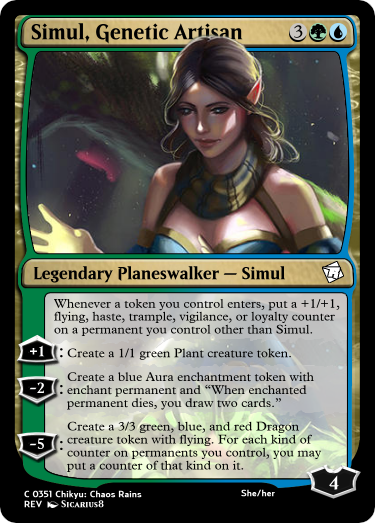 Simul, Genetic Artisan 3
Legendary Planeswalker — Simul
Whenever a token you control enters, put a +1/+1,
flying, haste, trample, vigilance, or loyalty counter
on a permanent you control other than Simul.
+1: Create a 1/1 green Plant creature token.
Create a blue Aura enchantment token with
-2: enchant permanent and “When enchanted
permanent dies, you draw two cards.”
Create a 3/3 green, blue, and red Dragon
creature token with flying. For each kind of
-5: counter on permanents you control, you may
put a counter of that kind on it.
4
C 0351 Chikyu: Chaos Rains She/her
REV Sicarius8